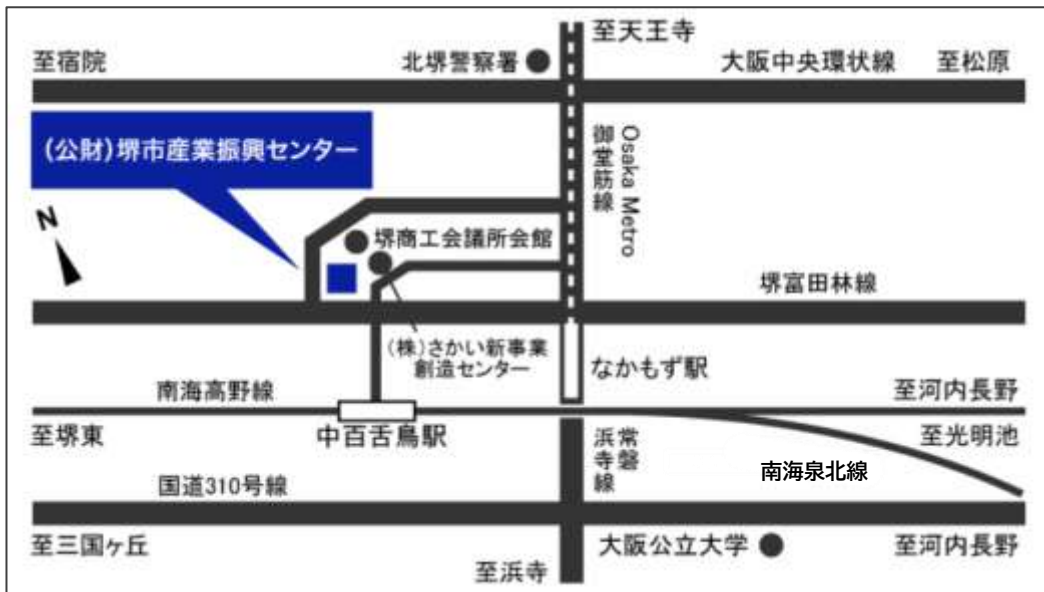 至天王寺
至宿院
北堺警察署
大阪中央環状線
至松原
(公財)堺市産業振興センター
Osaka Metro
御堂筋線
N
堺商工会議所会館
堺富田林線
(株)さかい新事業
創造センター
なかもず駅
南海高野線
至河内長野
至堺東
中百舌鳥駅
常磐
浜寺線
至光明池
南海泉北線
国道310号線
至三国ヶ丘
大阪公立大学
至河内長野
至浜寺